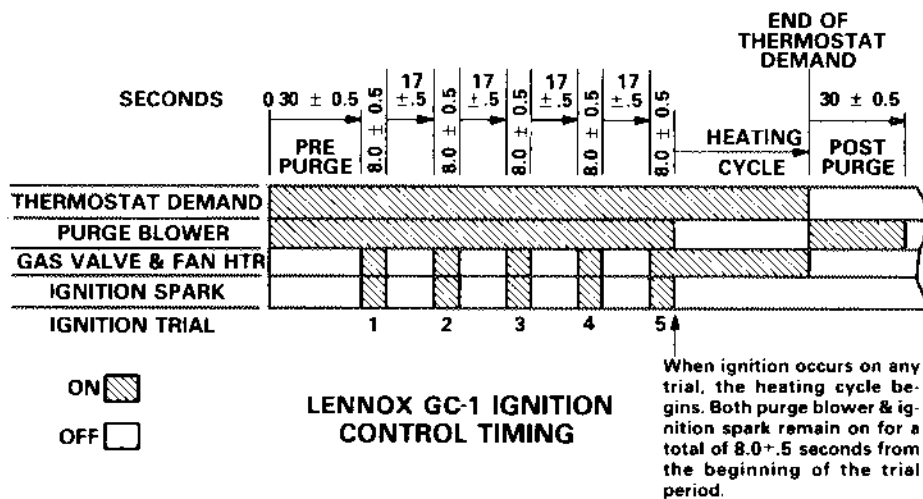 END OF
THERMOSTAT
DEMAND
SECONDS
0 30 ± 0.5
8.0 ± 0.5
17
± .5
8.0 ± 0.5
17
± .5
8.0 ± 0.5
17
± .5
8.0 ± 0.5
17
± .5
8.0 ± 0.5
30 ± 0.5
PRE
PURGE
HEATING
CYCLE
POST
PURGE
THERMOSTAT DEMAND
PURGE BLOWER
GAS VALVE & FAN HTR
IGNITION SPARK
IGNITION TRIAL
1 2 3 4 5
ON
OFF
LENNOX GC-1 IGNITION
CONTROL TIMING
When ignition occurs on any
trial, the heating cycle be-
gins. Both purge blower & ig-
nition spark remain on for a
total of 8.0+.5 seconds from
the beginning of the trial
period.